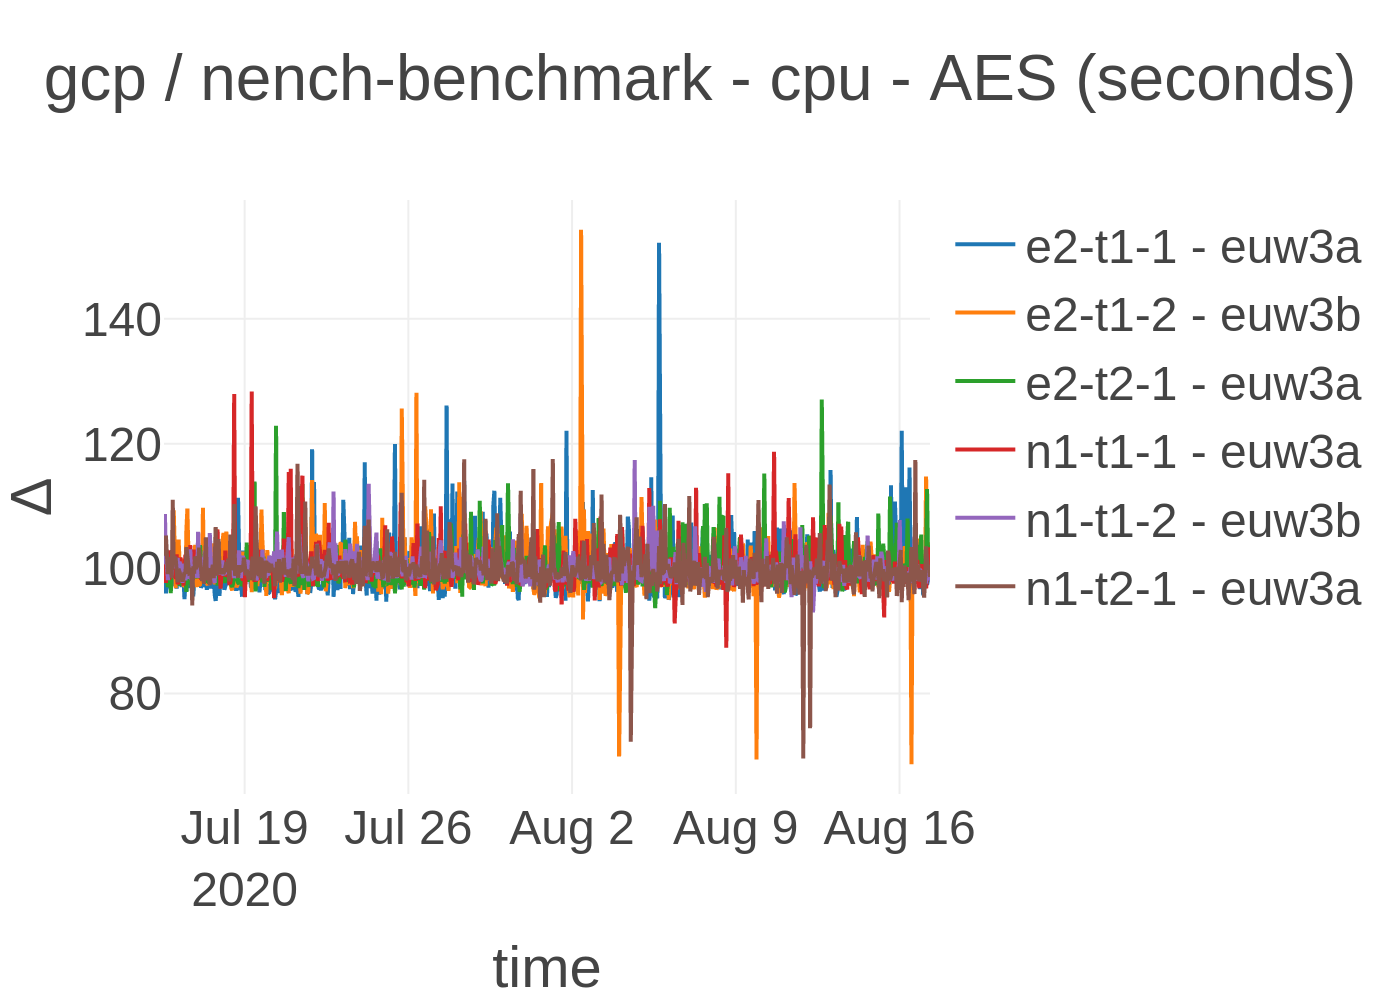 gcp / nench-benchmark - cpu - AES (seconds)
Δ
140
120
100
80
Jul 19
2020
Jul 26
Aug 2
Aug 9
Aug 16
time
e2-t1-1 - euw3a
e2-t1-2 - euw3b
e2-t2-1 - euw3a
n1-t1-1 - euw3a
n1-t1-2 - euw3b
n1-t2-1 - euw3a